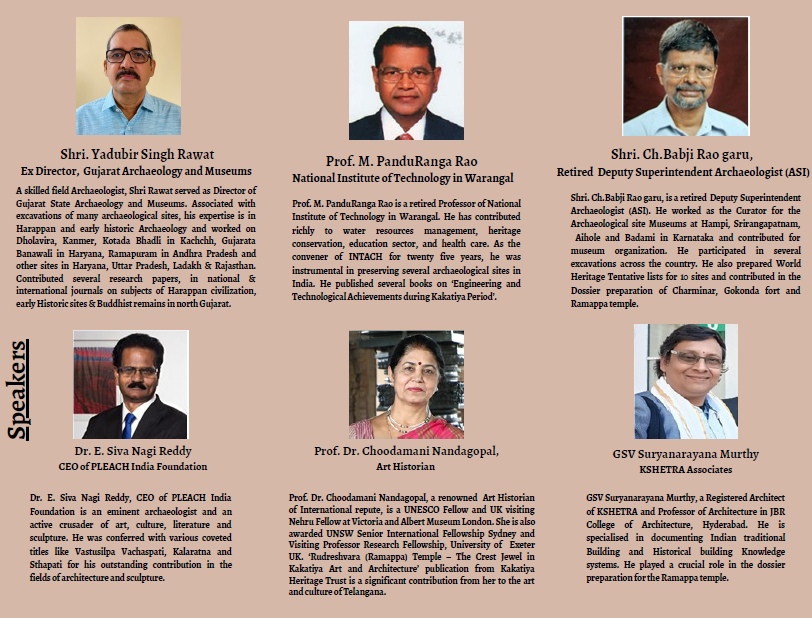 Shri. Yadubir Singh Rawat
Ex Director, Gujarat Archaeology and Museums
A skilled field Archaeologist, Shri Rawat served as Director of
Gujarat State Archaeology and Museums. Associated with
excavations of many archaeological sites, his expertise is in
Harappan and early historic Archaeology and worked on
Dholavira, Kanmer, Kotada Bhadli in Kachchh, Gujarata
Banawali in Haryana, Ramapuram in Andhra Pradesh and
other sites in Haryana, Uttar Pradesh, Ladakh & Rajasthan.
Contributed several research papers, in national &
international journals on subjects of Harappan civilization,
early Historic sites & Buddhist remains in north Gujarat.
Prof. M. PanduRanga Rao
National Institute of Technology in Warangal
Prof. M. PanduRanga Rao is a retired Professor of National
Institute of Technology in Warangal. He has contributed
richly to water resources management, heritage
conservation, education sector, and health care. As the
convener of INTACH for twenty five years, he was
instrumental in preserving several archaeological sites in
India. He published several books on ‘Engineering and
Technological Achievements during Kakatiya Period’.
Shri. Ch.Babji Rao garu,
Retired Deputy Superintendent Archaeologist (ASI)
Shri. Ch.Babji Rao garu, is a retired Deputy Superintendent
Archaeologist (ASI). He worked as the Curator for the
Archaeological site Museums at Hampi, Srirangapatnam,
Aihole and Badami in Karnataka and contributed for
museum organization. He participated in several
excavations across the country. He also prepared World
Heritage Tentative lists for 10 sites and contributed in the
Dossier preparation of Charminar, Gokonda fort and
Ramappa temple.
Speakers
Dr. E. Siva Nagi Reddy
CEO of PLEACH India Foundation
Dr. E. Siva Nagi Reddy, CEO of PLEACH India
Foundation is an eminent archaeologist and an
active crusader of art, culture, literature and
sculpture. He was conferred with various coveted
titles like Vastusilpa Vachaspati, Kalaratna and
Sthapati for his outstanding contribution in the
fields of architecture and sculpture.
Prof. Dr. Choodamani Nandagopal,
Art Historian
Prof. Dr. Choodamani Nandagopal, a renowned Art Historian
of International repute, is a UNESCO Fellow and UK visiting
Nehru Fellow at Victoria and Albert Museum London. She is also
awarded UNSW Senior International Fellowship Sydney and
Visiting Professor Research Fellowship, University of Exeter
UK. ‘Rudreshvara (Ramappa) Temple – The Crest Jewel in
Kakatiya Art and Architecture’ publication from Kakatiya
Heritage Trust is a significant contribution from her to the art
and culture of Telangana.
GSV Suryanarayana Murthy
KSHETRA Associates
GSV Suryanarayana Murthy, a Registered Architect
of KSHETRA and Professor of Architecture in JBR
College of Architecture, Hyderabad. He is
specialised in documenting Indian traditional
Building and Historical building Knowledge
systems. He played a crucial role in the dossier
preparation for the Ramappa temple.